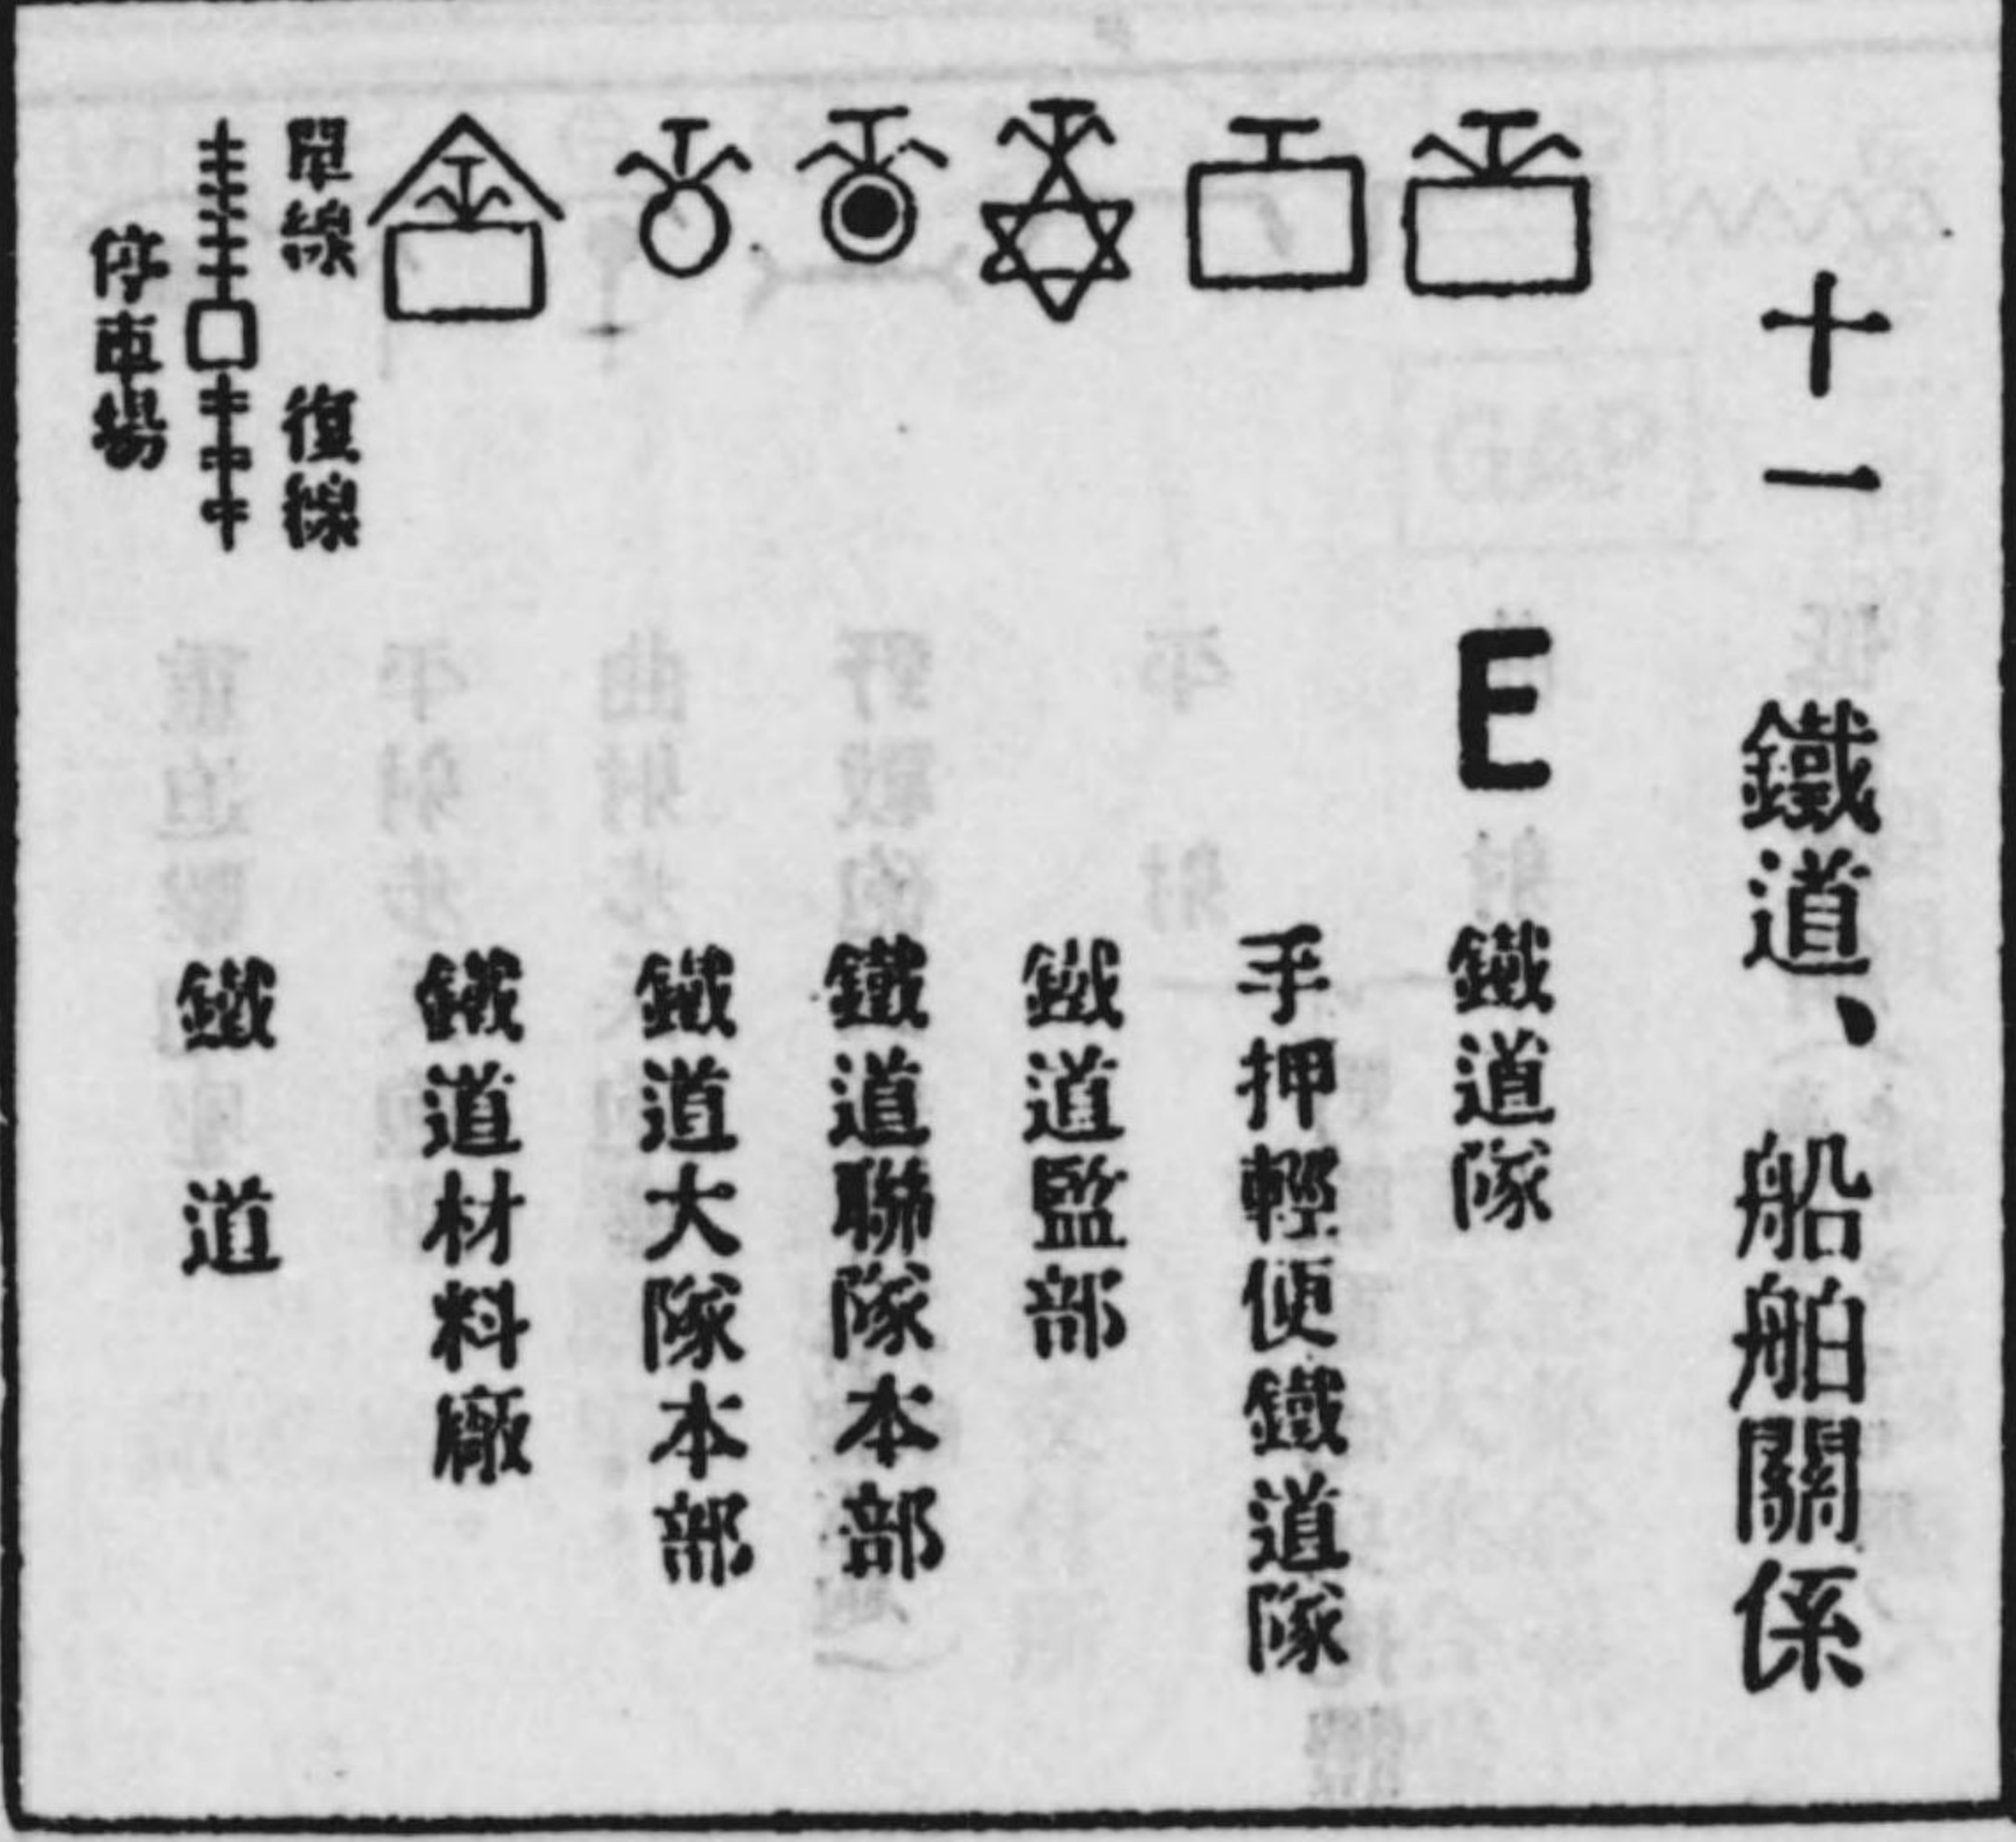 十一 鐵道、船舶關係
E 鐵道隊
手押輕便鐵道隊
鐵道監部
鐵道聯隊本部
鐵道大隊本部
鐵道材料廠
單線 復線
停車場
鐵道